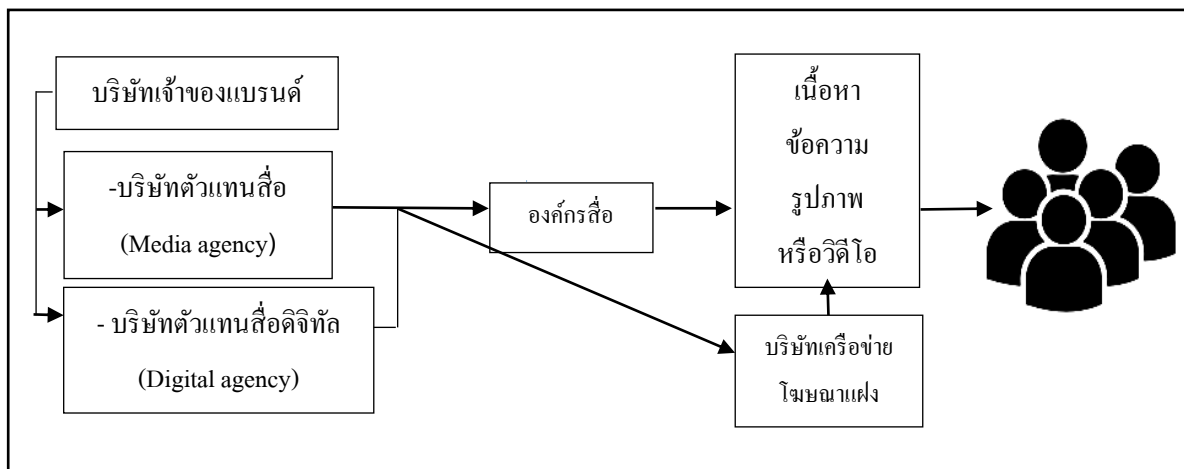 บริษัทเจ้าของแบรนด์
-บริษัทตัวแทนสื่อ
(Media agency)
- บริษัทตัวแทนสื่อดิจิทัล
(Digital agency)
องค์กรสื่อ
เนื้อหา
ข้อความ
รูปภาพ
หรือวิดีโอ
บริษัทเครือข่าย
โฆษณาแฝง